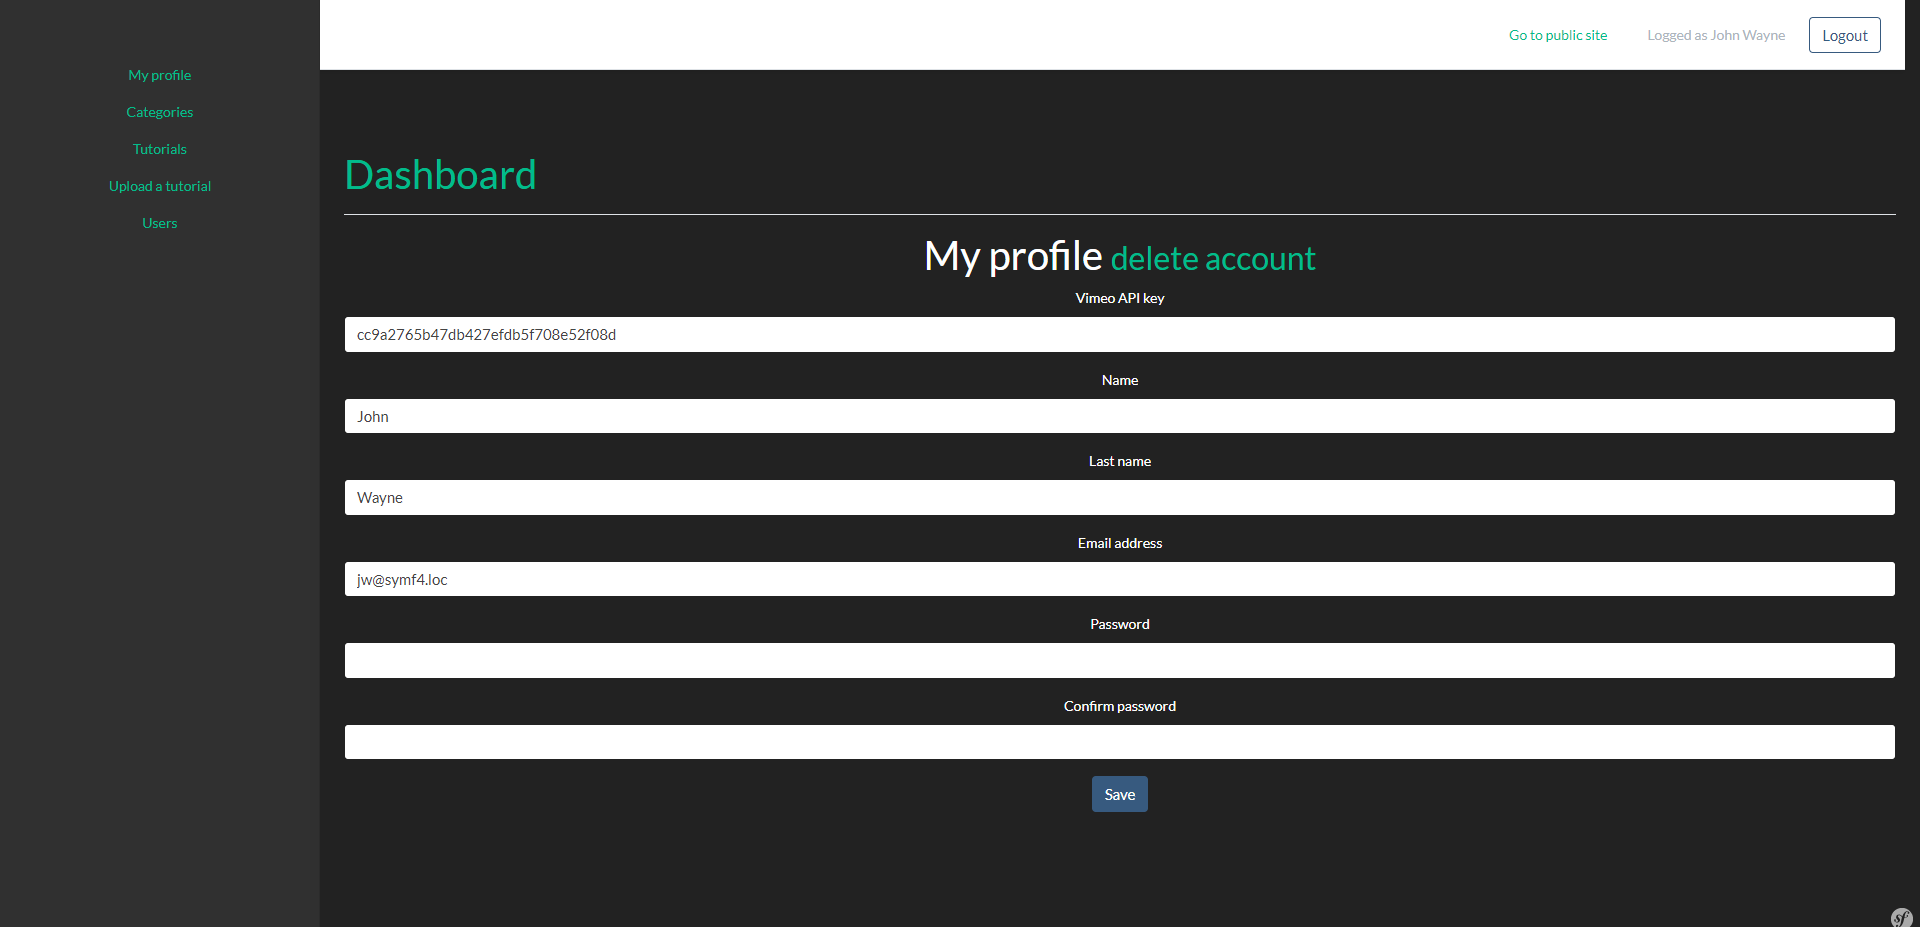 Go to public site
Logged as John Wayne
Logout
My profile
Categories
Tutorials
Upload a tutorial
Users
Dashboard
My profile delete account
Vimeo API key
cc9a2765b47db427efdb5f708e52f08d
Name
John
Last name
Wayne
Email address
jw@symf4.loc
Password
Confirm password
Save
sf